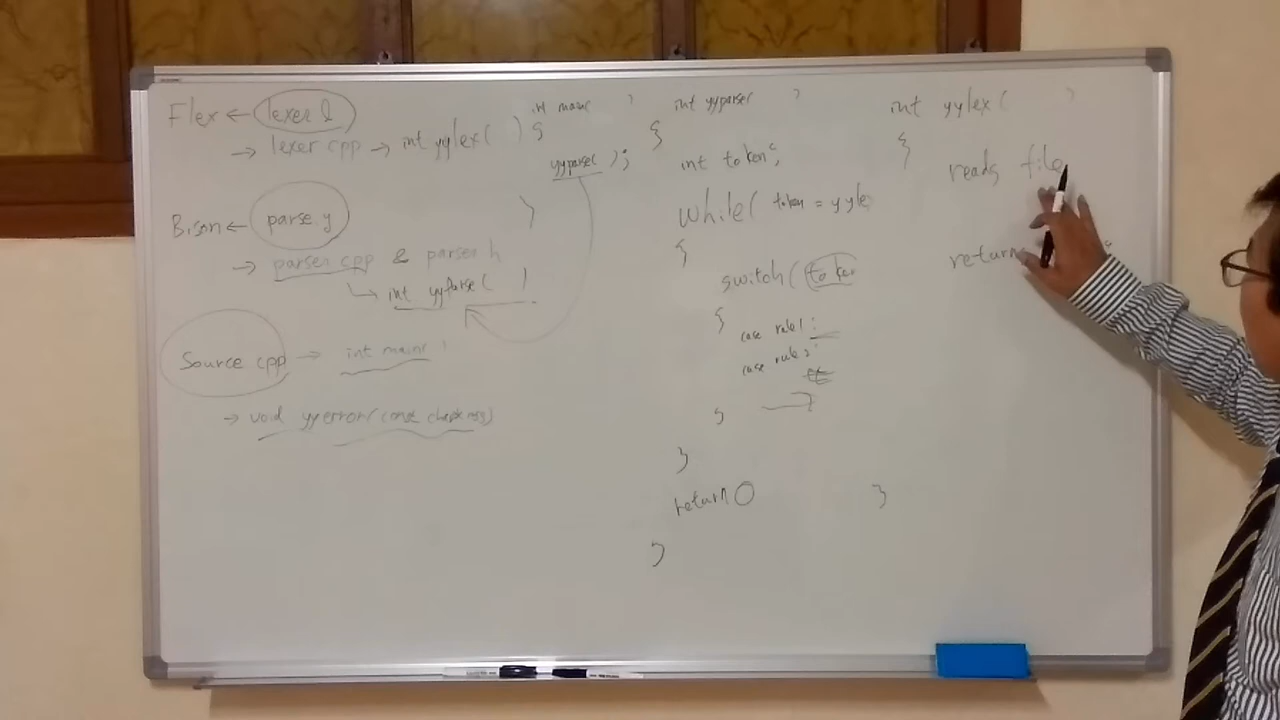 Flex ← lexer l
→ lexer cpp → int yylex( )
Bison ← parse.y
→ parser cpp & parser h
↳ int yyparse( )
Source cpp → int main( )
→ void yyerror(const char* msg)
int main( )
{
yyparse( );
}
int yyparse( )
{
int token;
while( token = yyle
{
switch( token
{
case rule1:
case rule2:
}
}
return 0
}
int yylex( )
{
reads file
return ;
}